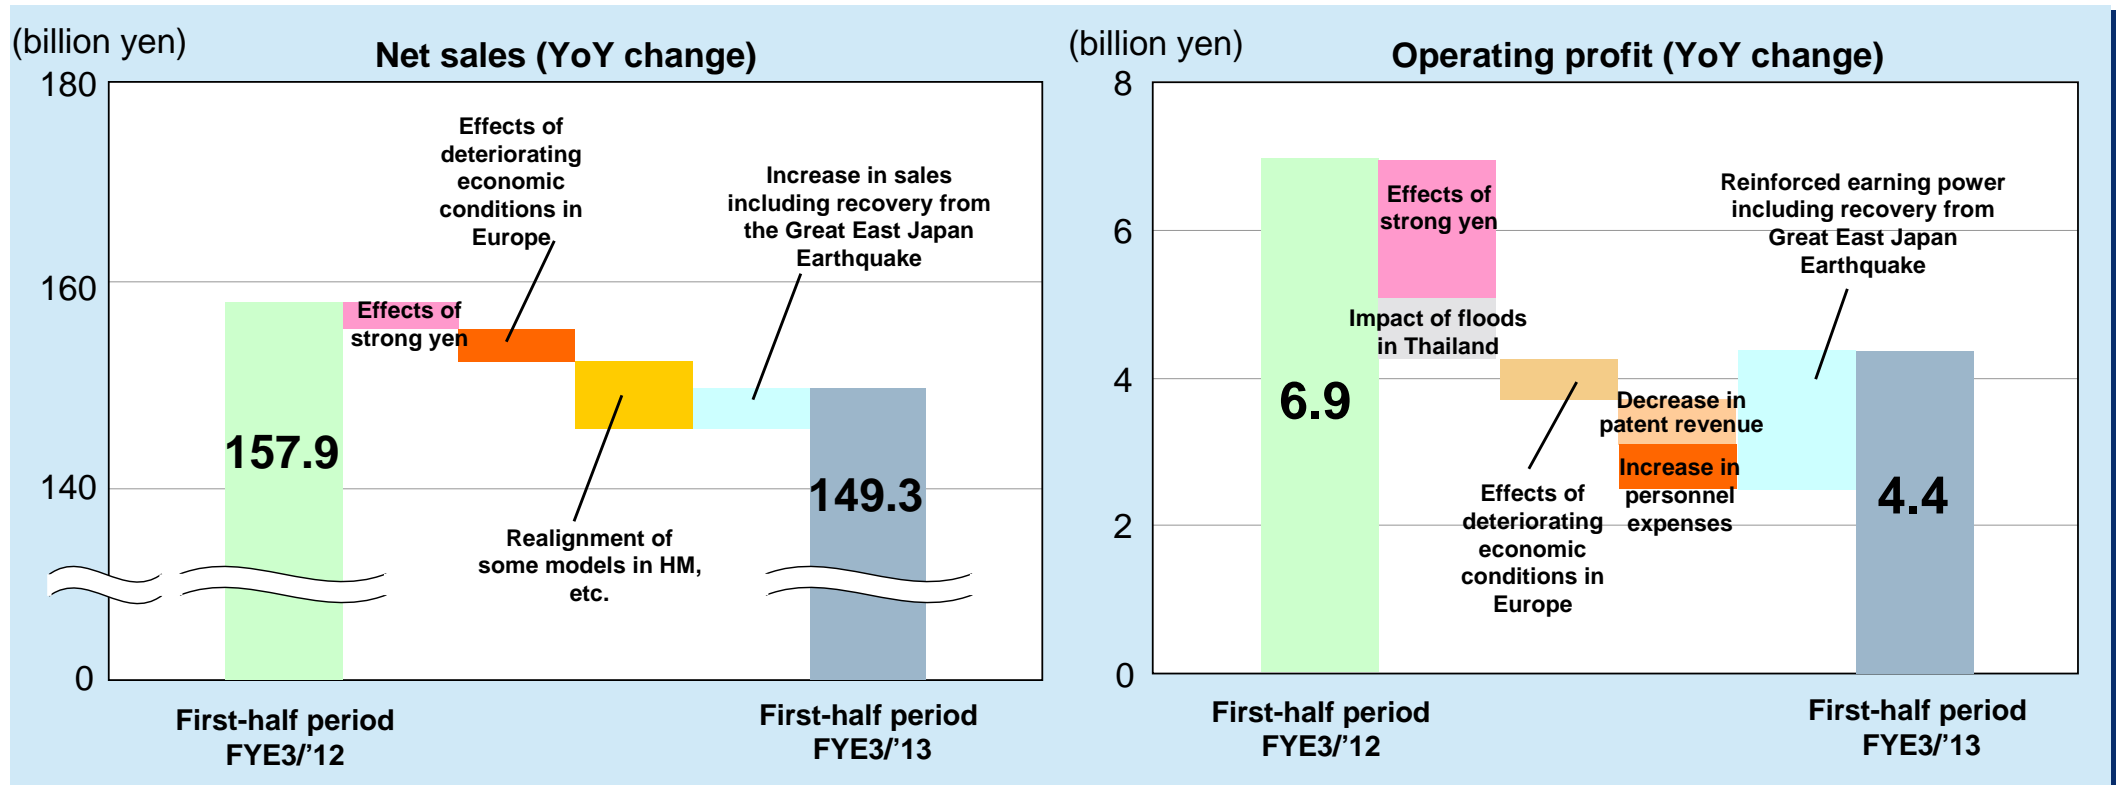 (billion yen)
Net sales (YoY change)
180
160
140
0
Effects of
deteriorating
economic
conditions in
Europe
Increase in sales
including recovery from
the Great East Japan
Earthquake
Effects of
strong yen
157.9
149.3
Realignment of
some models in HM,
etc.
First-half period
FYE3/’12
First-half period
FYE3/’13
(billion yen)
Operating profit (YoY change)
8
6
4
2
0
Effects of
strong yen
Reinforced earning power
including recovery from
Great East Japan
Earthquake
Impact of floods
in Thailand
6.9
Decrease in
patent revenue
Increase in
personnel
expenses
Effects of
deteriorating
economic
conditions in
Europe
4.4
First-half period
FYE3/’12
First-half period
FYE3/’13